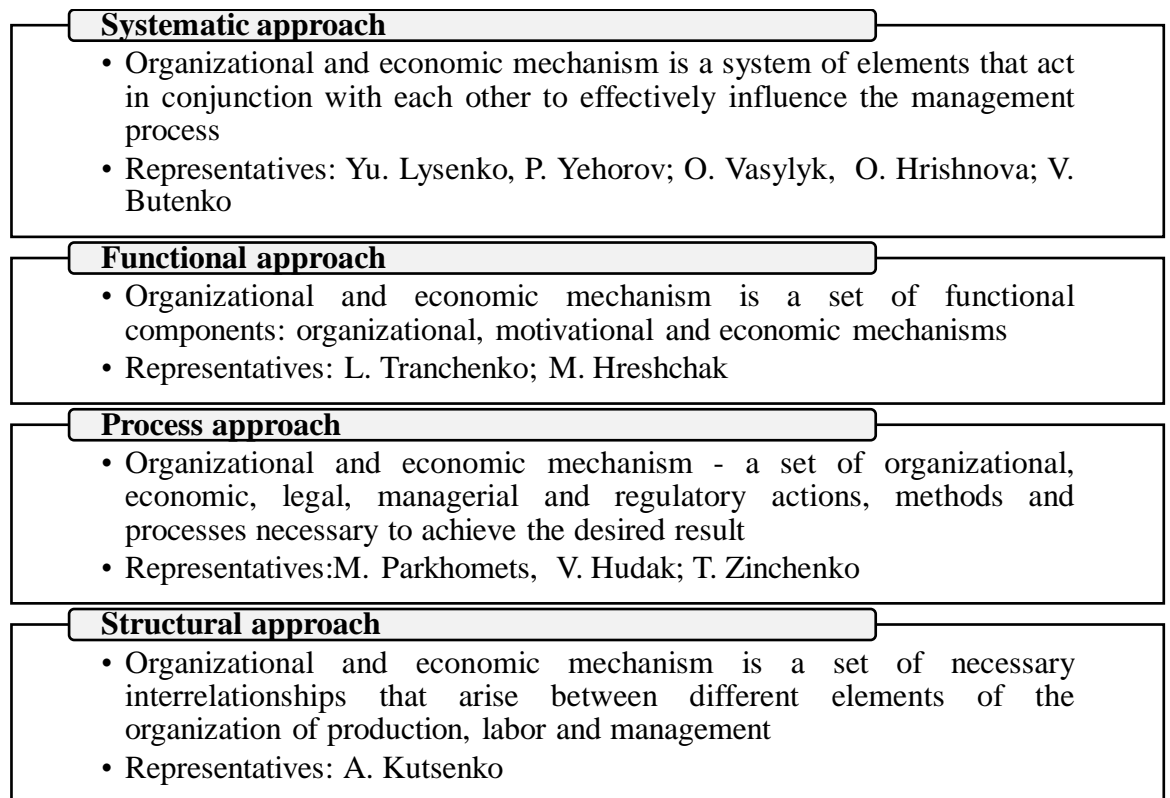 Systematic approach
• Organizational and economic mechanism is a system of elements that act
in conjunction with each other to effectively influence the management
process
• Representatives: Yu. Lysenko, P. Yehorov; O. Vasylyk, O. Hrishnova; V.
Butenko
Functional approach
• Organizational and economic mechanism is a set of functional
components: organizational, motivational and economic mechanisms
• Representatives: L. Tranchenko; M. Hreshchak
Process approach
• Organizational and economic mechanism - a set of organizational,
economic, legal, managerial and regulatory actions, methods and
processes necessary to achieve the desired result
• Representatives:M. Parkhomets, V. Hudak; T. Zinchenko
Structural approach
• Organizational and economic mechanism is a set of necessary
interrelationships that arise between different elements of the
organization of production, labor and management
• Representatives: A. Kutsenko